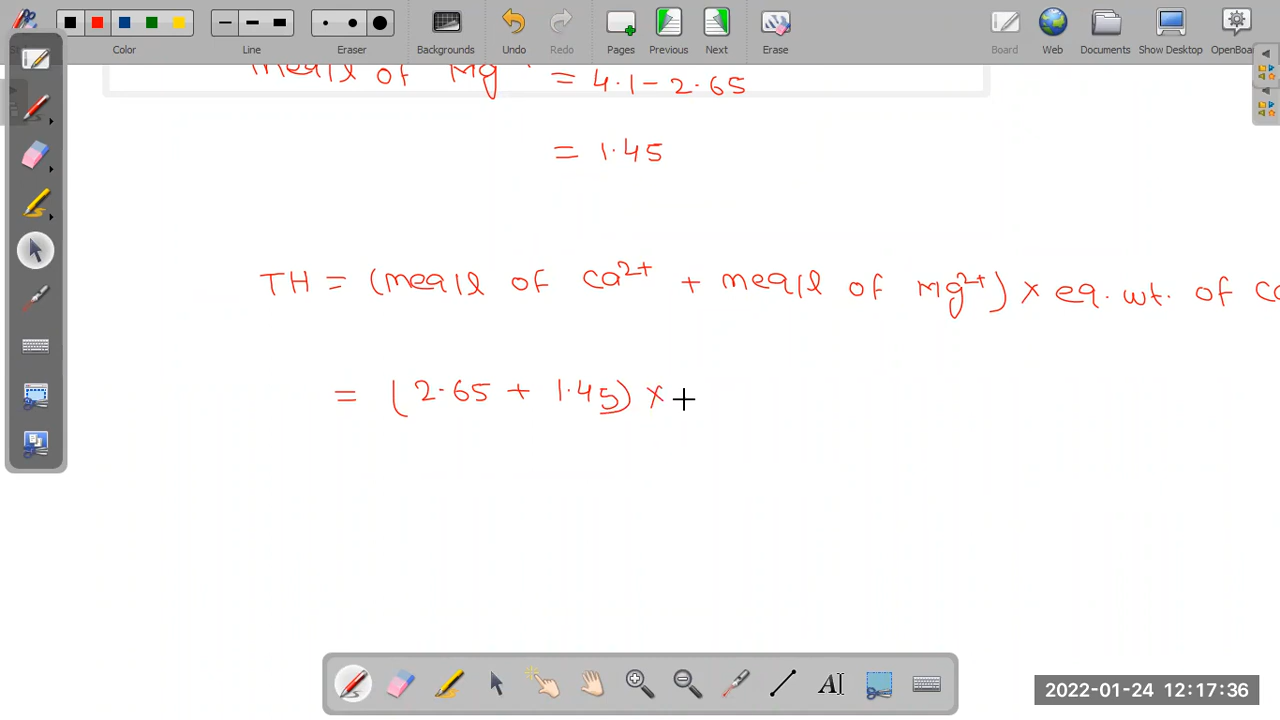 Color
Line
Eraser
Backgrounds
Undo
Redo
Pages
Previous
Next
Erase
Board
Web
Documents
Show Desktop
meq/l of Mg = 4.1 - 2.65
= 1.45
TH = (meq/l of Ca2+ + meq/l of Mg2+) × eq. wt. of
= (2.65 + 1.45) ×
2022-01-24 12:17:36